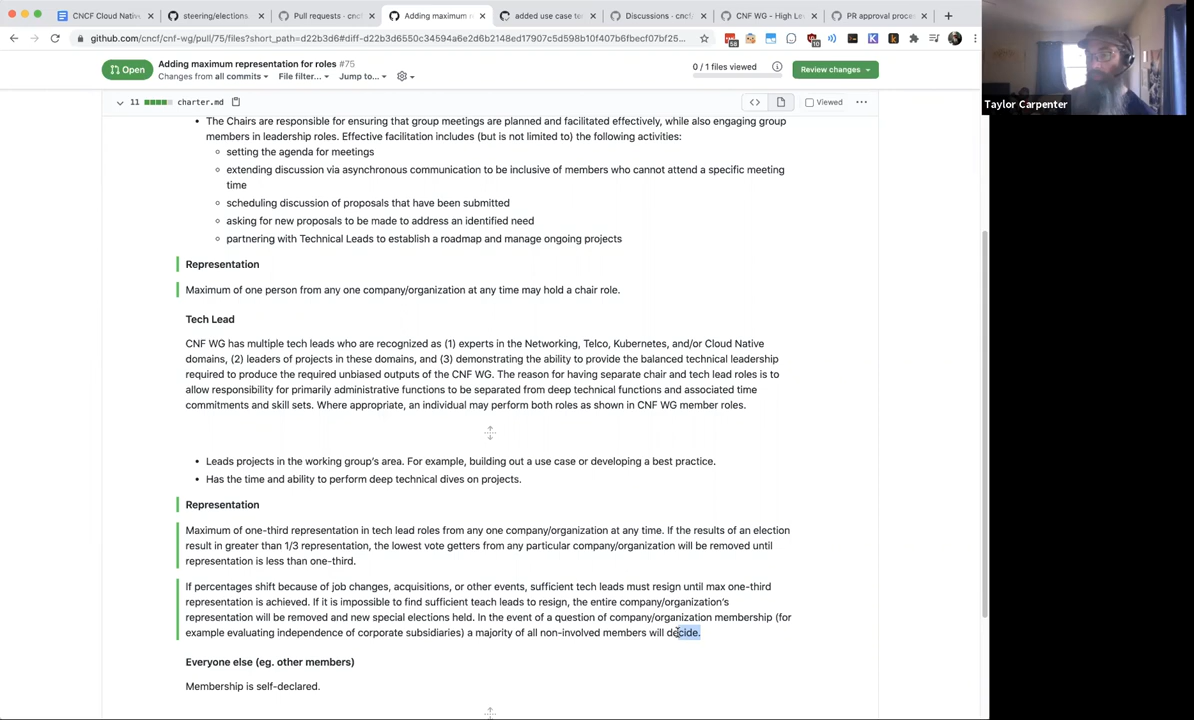 CNCF Cloud Native
steering/elections.
Pull requests · cncf
Adding maximum r
added use case te
Discussions · cncf/
CNF WG - High Lev
PR approval proce
github.com/cncf/cnf-wg/pull/75/files?short_path=d22b3d6#diff-d22b3d6550c34594a6e2d6b2148ed17907c5d598b10f407b6fbecf07bf25...
58
10
Open
Adding maximum representation for roles #75
Changes from all commits
File filter...
Jump to...
0 / 1 files viewed
Review changes
11
charter.md
Viewed
Taylor Carpenter
The Chairs are responsible for ensuring that group meetings are planned and facilitated effectively, while also engaging group
members in leadership roles. Effective facilitation includes (but is not limited to) the following activities:
setting the agenda for meetings
extending discussion via asynchronous communication to be inclusive of members who cannot attend a specific meeting
time
scheduling discussion of proposals that have been submitted
asking for new proposals to be made to address an identified need
partnering with Technical Leads to establish a roadmap and manage ongoing projects
Representation
Maximum of one person from any one company/organization at any time may hold a chair role.
Tech Lead
CNF WG has multiple tech leads who are recognized as (1) experts in the Networking, Telco, Kubernetes, and/or Cloud Native
domains, (2) leaders of projects in these domains, and (3) demonstrating the ability to provide the balanced technical leadership
required to produce the required unbiased outputs of the CNF WG. The reason for having separate chair and tech lead roles is to
allow responsibility for primarily administrative functions to be separated from deep technical functions and associated time
commitments and skill sets. Where appropriate, an individual may perform both roles as shown in CNF WG member roles.
Leads projects in the working group's area. For example, building out a use case or developing a best practice.
Has the time and ability to perform deep technical dives on projects.
Representation
Maximum of one-third representation in tech lead roles from any one company/organization at any time. If the results of an election
result in greater than 1/3 representation, the lowest vote getters from any particular company/organization will be removed until
representation is less than one-third.
If percentages shift because of job changes, acquisitions, or other events, sufficient tech leads must resign until max one-third
representation is achieved. If it is impossible to find sufficient teach leads to resign, the entire company/organization's
representation will be removed and new special elections held. In the event of a question of company/organization membership (for
example evaluating independence of corporate subsidiaries) a majority of all non-involved members will decide.
Everyone else (eg. other members)
Membership is self-declared.